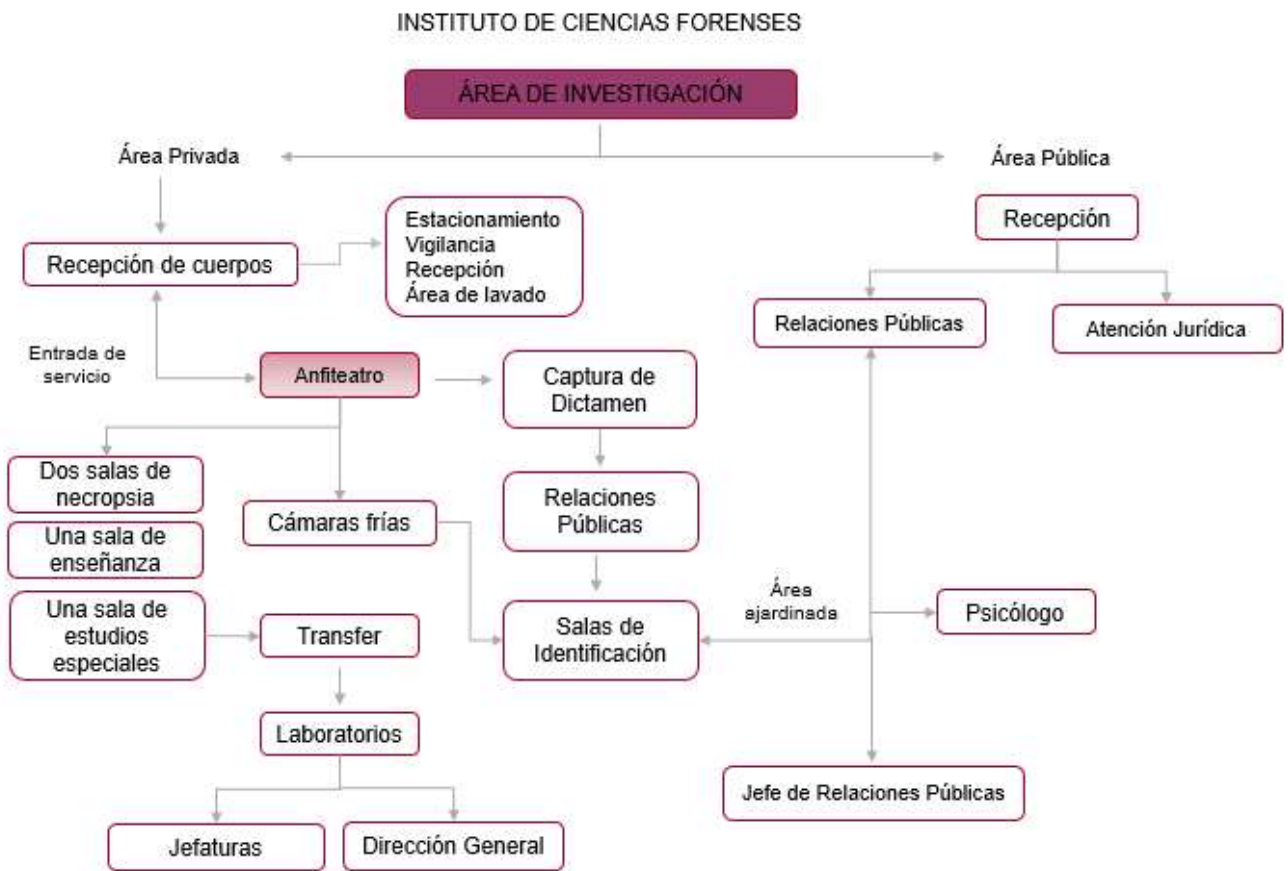 INSTITUTO DE CIENCIAS FORENSES
ÁREA DE INVESTIGACIÓN
Área Privada
Área Pública
Recepción de cuerpos
Estacionamiento
Vigilancia
Recepción
Área de lavado
Recepción
Relaciones Públicas
Atención Jurídica
Entrada de
servicio
Anfiteatro
Captura de
Dictamen
Dos salas de
necropsia
Una sala de
enseñanza
Una sala de
estudios
especiales
Cámaras frías
Relaciones
Públicas
Transfer
Salas de
Identificación
Área
ajardinada
Psicólogo
Laboratorios
Jefe de Relaciones Públicas
Jefaturas
Dirección General